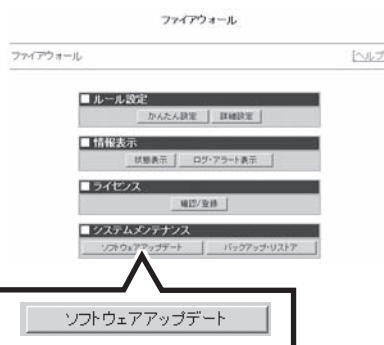 ファイアウォール
ファイアウォール [ヘルプ
■ ルール設定
かんたん設定 詳細設定
■ 情報表示
状態表示 ログ・アラート表示
■ ライセンス
確認/登録
■ システムメンテナンス
ソフトウェアアップデート バックアップ・リストア
ソフトウェアアップデート